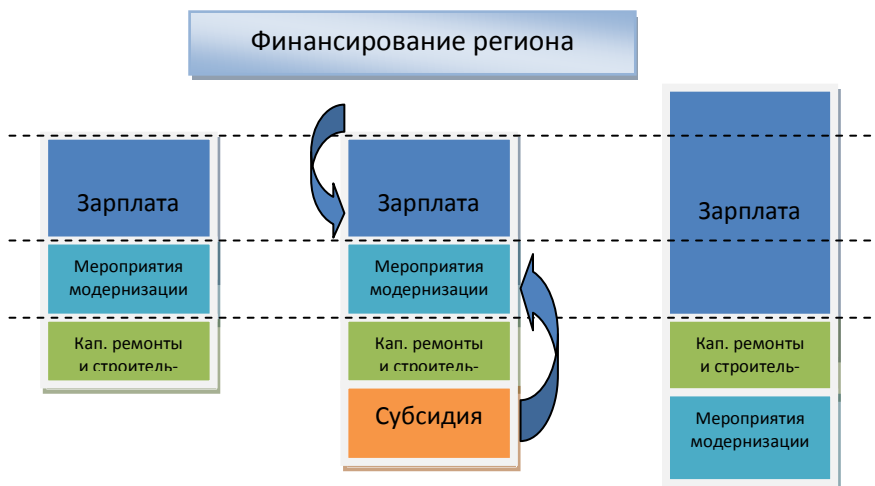 Финансирование региона
Зарплата
Мероприятия
модернизации
Кап. ремонты
и строитель-
Зарплата
Мероприятия
модернизации
Кап. ремонты
и строитель-
Субсидия
Зарплата
Кап. ремонты
и строитель-
Мероприятия
модернизации